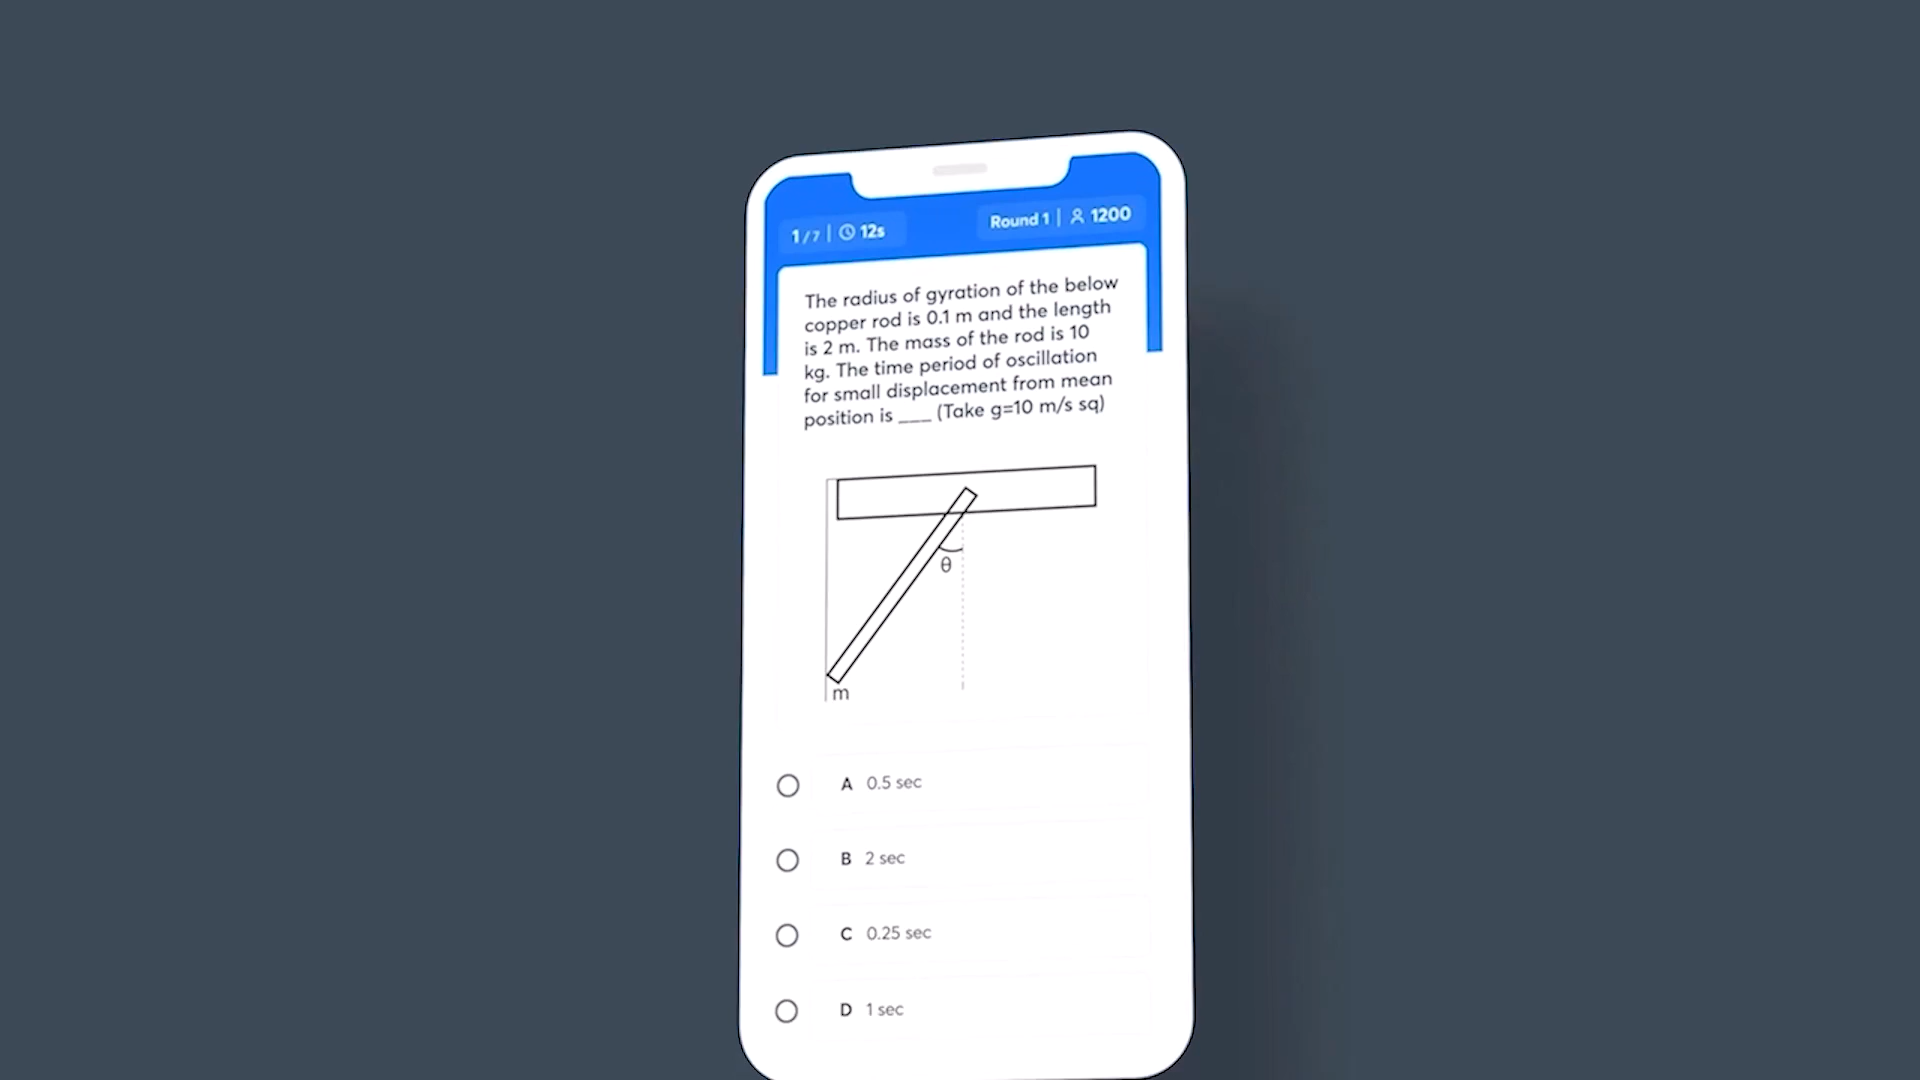 1/7 | 12s
Round 1 | 1200
The radius of gyration of the below
copper rod is 0.1 m and the length
is 2 m. The mass of the rod is 10
kg. The time period of oscillation
for small displacement from mean
position is ___ (Take g=10 m/s sq)
θ
m
A 0.5 sec
B 2 sec
C 0.25 sec
D 1 sec